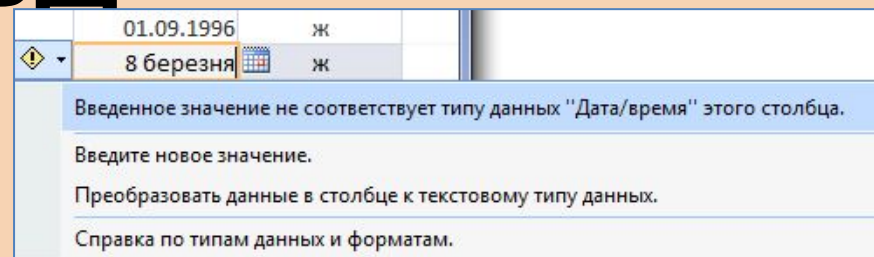 01.09.1996 ж
8 березня ж
Введенное значение не соответствует типу данных "Дата/время" этого столбца.
Введите новое значение.
Преобразовать данные в столбце к текстовому типу данных.
Справка по типам данных и форматам.